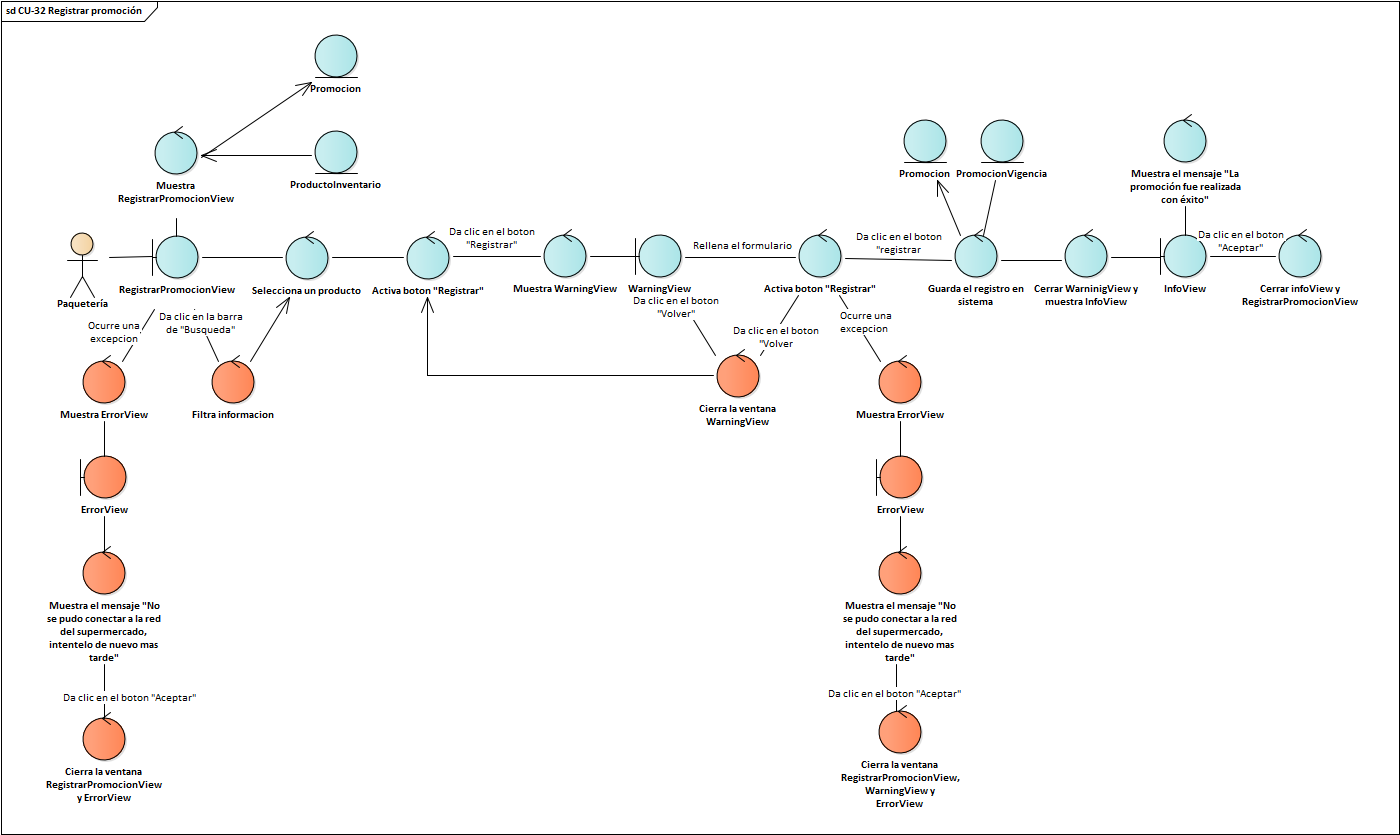 sd CU-32 Registrar promoción
Promocion
ProductoInventario
Muestra
RegistrarPromocionView
Promocion
PromocionVigencia
Muestra el mensaje "La
promoción fue realizada
con éxito"
Paquetería
RegistrarPromocionView
Selecciona un producto
Activa boton "Registrar"
Da clic en el boton
"Registrar"
Muestra WarningView
WarningView
Rellena el formulario
Activa boton "Registrar"
Da clic en el boton
"registrar
Guarda el registro en
sistema
Cerrar WarninigView y
muestra InfoView
InfoView
Da clic en el boton
"Aceptar"
Cerrar infoView y
RegistrarPromocionView
Ocurre una
excepcion
Da clic en la barra
de "Busqueda"
Da clic en el boton
"Volver"
Da clic en el boton
"Volver
Ocurre una
excepcion
Muestra ErrorView
Filtra informacion
Cierra la ventana
WarningView
Muestra ErrorView
ErrorView
ErrorView
Muestra el mensaje "No
se pudo conectar a la red
del supermercado,
intentelo de nuevo mas
tarde"
Muestra el mensaje "No
se pudo conectar a la red
del supermercado,
intentelo de nuevo mas
tarde"
Da clic en el boton "Aceptar"
Da clic en el boton "Aceptar"
Cierra la ventana
RegistrarPromocionView
y ErrorView
Cierra la ventana
RegistrarPromocionView,
WarningView y
ErrorView